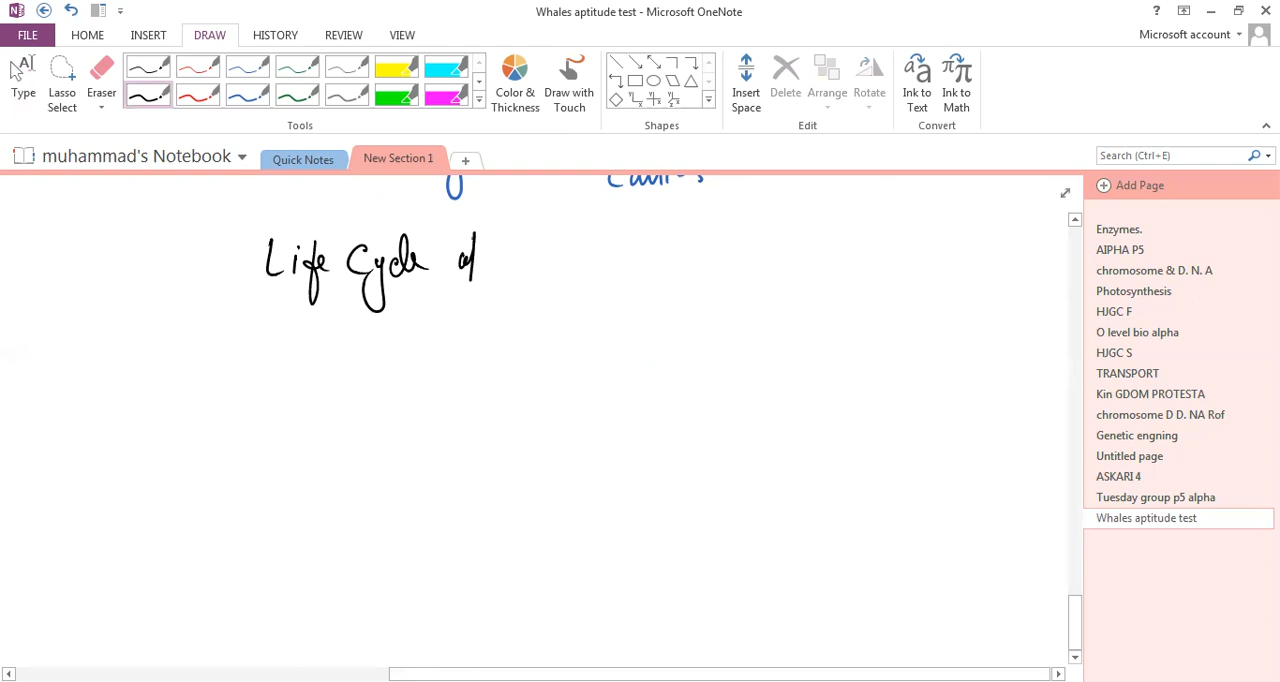 Whales aptitude test - Microsoft OneNote
?
FILE HOME INSERT DRAW HISTORY REVIEW VIEW
Microsoft account
Type Lasso Select Eraser
Color & Thickness Draw with Touch
Insert Space Delete Arrange Rotate
Ink to Text Ink to Math
Tools Shapes Edit Convert
muhammad's Notebook Quick Notes New Section 1 +
Search (Ctrl+E)
Add Page
Life Cycle of
Enzymes.
AIPHA P5
chromosome & D. N. A
Photosynthesis
HJGC F
O level bio alpha
HJGC S
TRANSPORT
Kin GDOM PROTESTA
chromosome D D. NA Rof
Genetic engning
Untitled page
ASKARI 4
Tuesday group p5 alpha
Whales aptitude test